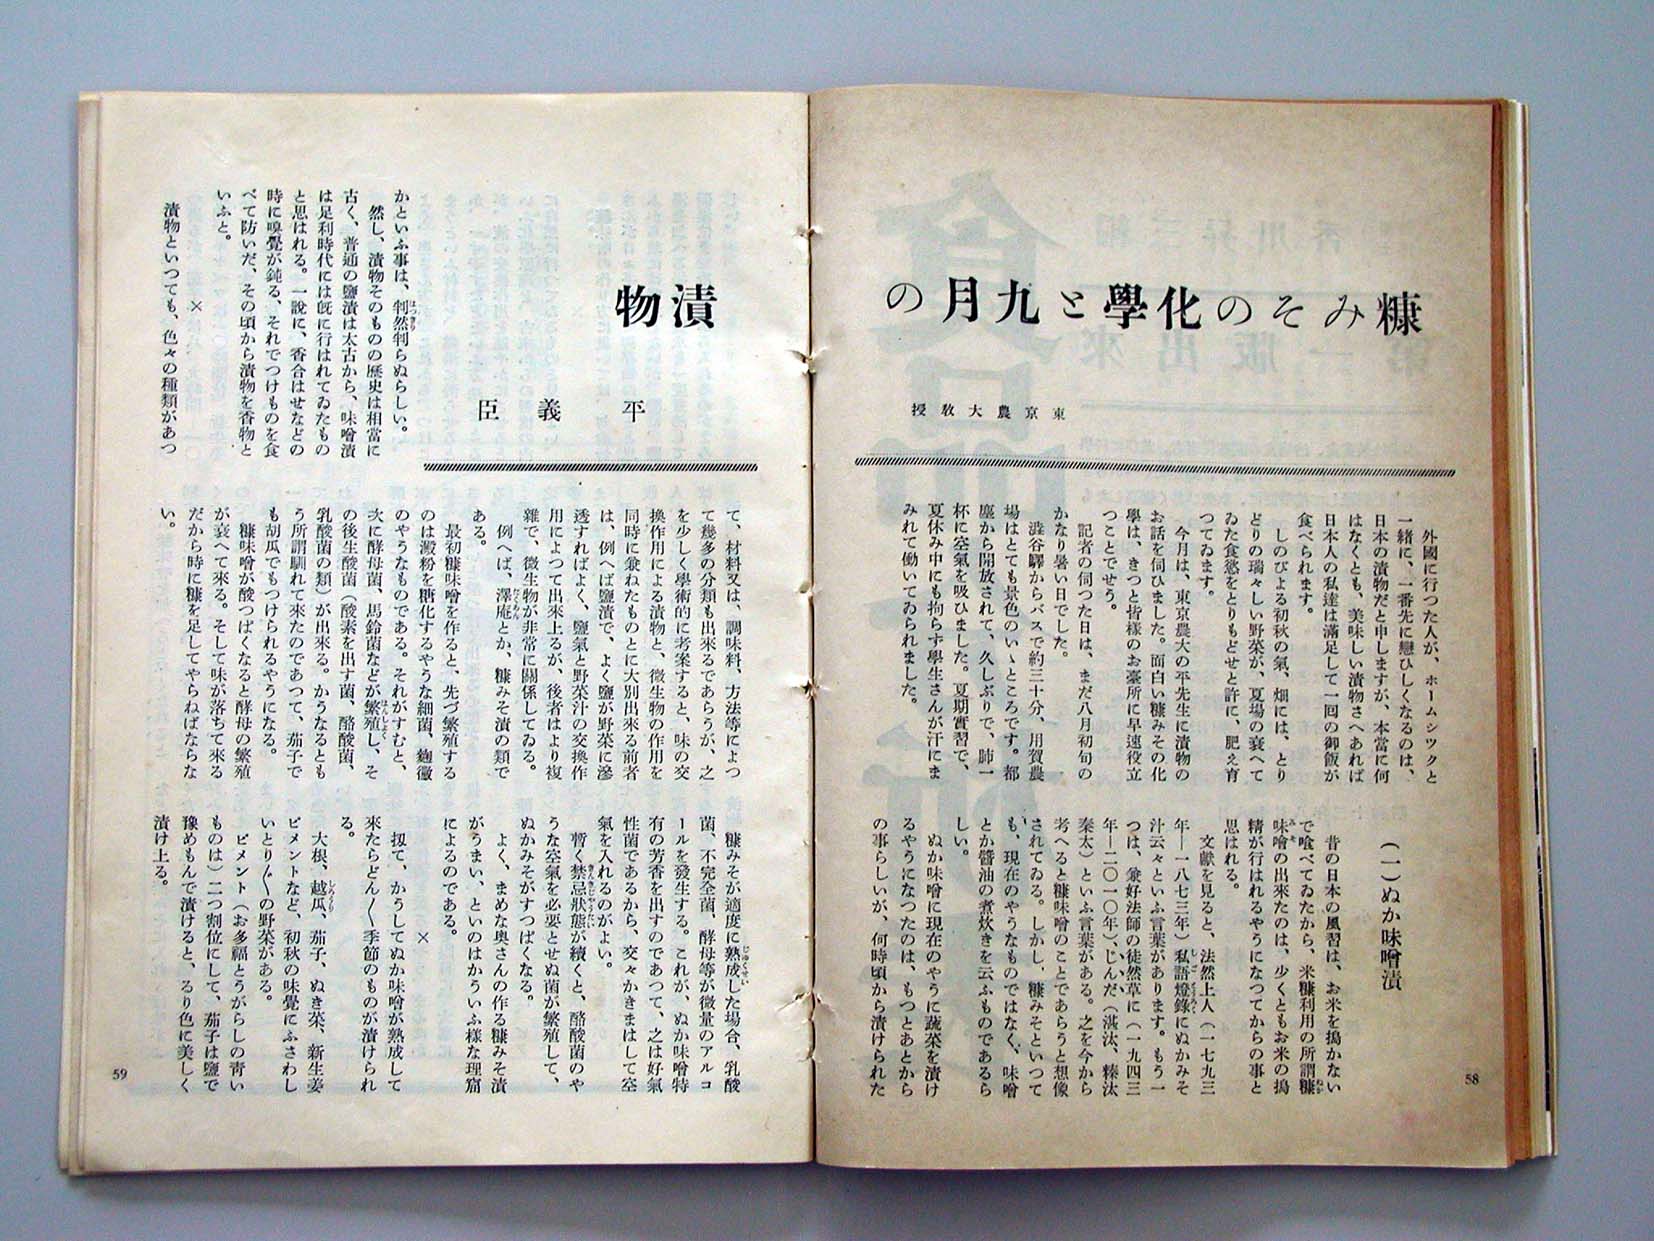 糠みその化學と九月の漬物
東京農大教授
平義臣
外國に行つた人が、ホームシツクと
一緒に、一番先に戀ひしくなるのは、
日本の漬物だと申しますが、本當に何
はなくとも、美味しい漬物さへあれば
日本人の私達は滿足して一回の御飯が
食べられます。
しのびよる初秋の氣、畑には、とり
どりの瑞々しい野菜が、夏場の衰へて
ゐた食慾をとりもどせと許に、肥え育
つてゐます。
今月は、東京農大の平先生に漬物の
お話を伺ひました。面白い糠みその化
學は、きつと皆様のお臺所に早速役立
つことでせう。
記者の伺つた日は、まだ八月初旬の
かなり暑い日でした。
澁谷驛からバスで約三十分、用賀農
場はとても景色のいゝところです。都
塵から開放されて、久しぶりで、肺一
杯に空氣を吸ひました。夏期實習で、
夏休み中にも拘らず學生さんが汗にま
みれて働いてゐられました。
(一)ぬか味噌漬
昔の日本の風習は、お米を搗かない
で喰べてゐたから、米糠利用の所謂糠
味噌の出來たのは、少くともお米の搗
精が行はれるやうになつてからの事と
思はれる。
文獻を見ると、法然上人(一七九三
年―一八七三年)私語燈錄にぬかみそ
汁云々といふ言葉があります。もう一
つは、兼好法師の徒然草に(一九四三
年―二〇一〇年)、じんだ(糂汰、糝汰
秦太)といふ言葉がある。之を今から
考へると糠味噌のことであらうと想像
されてゐる。しかし、糠みそといつて
も、現在のやうなものではなく、味噌
とか醬油の煮炊きを云ふものであるら
しい。
ぬか味噌に現在のやうに蔬菜を漬け
るやうになつたのは、もつとあとから
の事らしいが、何時頃から漬けられた
58
かといふ事は、判然判らぬらしい。
然し、漬物そのものの歷史は相當に
古く、普通の鹽漬は太古から、味噌漬
は足利時代には旣に行はれてゐたもの
と思はれる。一說に、香合はせなどの
時に嗅覺が鈍る、それでつけものを食
べて防いだ、その頃から漬物を香物と
いふと。
×
漬物といつても、色々の種類があつ
て、材料又は、調味料、方法等によつ
て幾多の分類も出來るであらうが、之
を少しく學術的に考案すると、味の交
換作用による漬物と、微生物の作用を
同時に兼ねたものとに大別出來る前者
は、例へば鹽漬で、よく鹽が野菜に滲
透すればよく、鹽氣と野菜汁の交換作
用によつて出來上るが、後者はより複
雜で、微生物が非常に關係してゐる。
例へば、澤庵とか、糠みそ漬の類で
ある。
最初糠味噌を作ると、先づ繁殖する
のは澱粉を糖化するやうな細菌、麴黴
のやうなものである。それがすむと、
次に酵母菌、馬鈴菌などが繁殖し、そ
の後生酸菌(酸素を出す菌、酪酸菌、
乳酸菌の類)が出來る。かうなるとも
う所謂馴れて來たのであつて、茄子で
も胡瓜でもつけられるやうになる。
糠味噌が酸つぱくなると酵母の繁殖
が衰へて來る。そして味が落ちて來る
だから時に糠を足してやらねばならな
い。
糠みそが適度に熟成した場合、乳酸
菌、不完全菌、酵母等が微量のアルコ
ールを發生する。これが、ぬか味噌特
有の芳香を出すのであつて、之は好氣
性菌であるから、交々かきまはして空
氣を入れるのがよい。
暫く禁忌狀態が續くと、酪酸菌のや
うな空氣を必要とせぬ菌が繁殖して、
ぬかみそがすつぱくなる。
よく、まめな奧さんの作る糠みそ漬
がうまい、といのはかういふ樣な理窟
によるのである。
×
扨て、かうしてぬか味噌が熟成して
來たらどん〳〵季節のものが漬けられ
る。
大根、越瓜、茄子、ぬき菜、新生姜
ピメントなど、初秋の味覺にふさわし
いとり〴〵の野菜がある。
ピメント(お多福とうがらしの靑い
ものは)二つ割位にして、茄子は鹽で
豫めもんで漬けると、るり色に美しく
漬け上る。
59